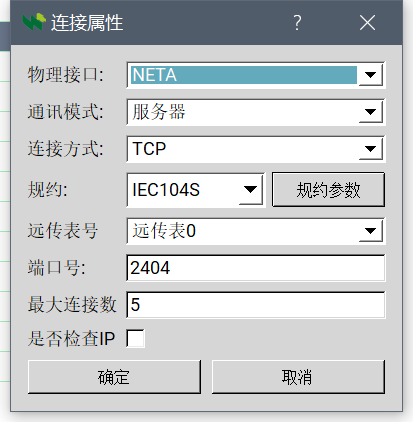 连接属性
物理接口: NETA
通讯模式: 服务器
连接方式: TCP
规约: IEC104S 规约参数
远传表号 远传表0
端口号: 2404
最大连接数 5
是否检查IP
确定 取消